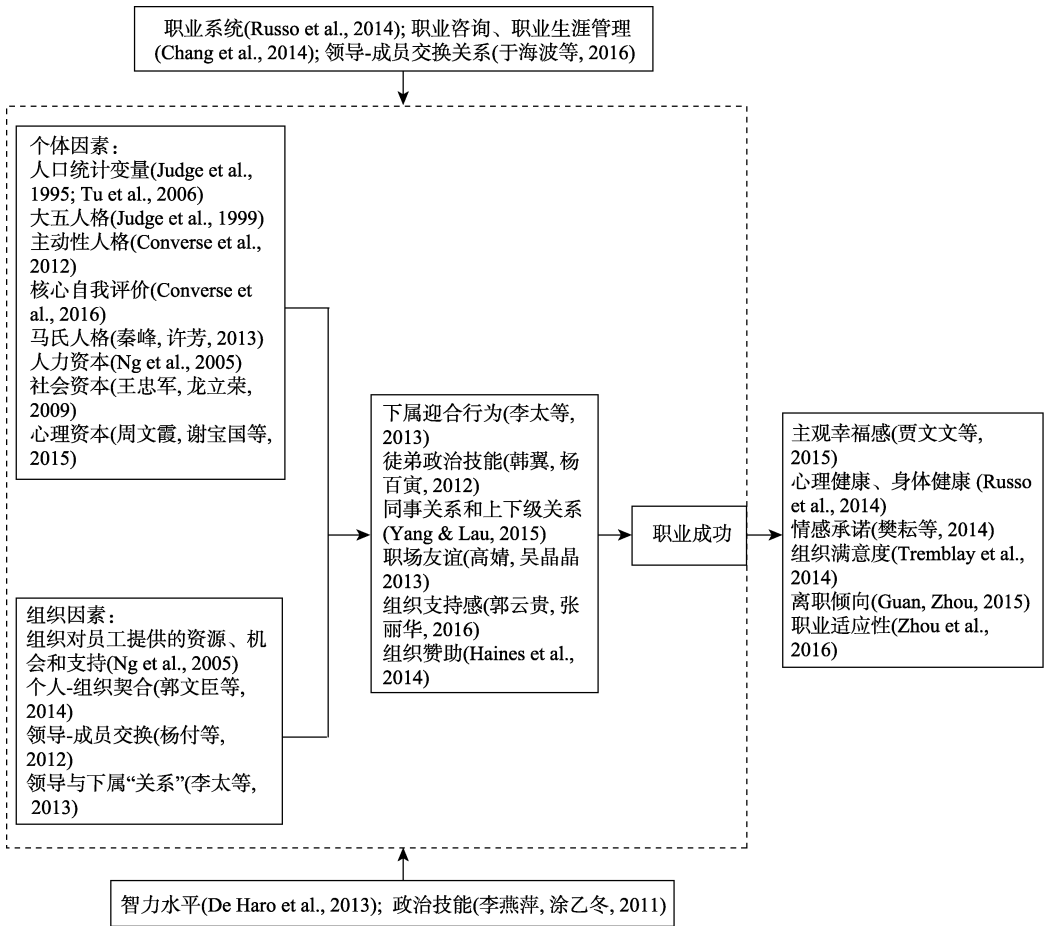 职业系统(Russo et al., 2014); 职业咨询、职业生涯管理
(Chang et al., 2014); 领导-成员交换关系(于海波等, 2016)
个体因素：
人口统计变量(Judge et al.,
1995; Tu et al., 2006)
大五人格(Judge et al., 1999)
主动性人格(Converse et al.,
2012)
核心自我评价(Converse et
al., 2016)
马氏人格(秦峰, 许芳, 2013)
人力资本(Ng et al., 2005)
社会资本(王忠军, 龙立荣,
2009)
心理资本(周文霞, 谢宝国等,
2015)
组织因素：
组织对员工提供的资源、机
会和支持(Ng et al., 2005)
个人-组织契合(郭文臣等,
2014)
领导-成员交换(杨付等,
2012)
领导与下属“关系”(李太等,
2013)
下属迎合行为(李太等,
2013)
徒弟政治技能(韩翼, 杨
百寅, 2012)
同事关系和上下级关系
(Yang & Lau, 2015)
职场友谊(高婧, 吴晶晶
2013)
组织支持感(郭云贵, 张
丽华, 2016)
组织赞助(Haines et al.,
2014)
职业成功
主观幸福感(贾文文等,
2015)
心理健康、身体健康 (Russo
et al., 2014)
情感承诺(樊耘等, 2014)
组织满意度(Tremblay et al.,
2014)
离职倾向(Guan, Zhou, 2015)
职业适应性(Zhou et al.,
2016)
智力水平(De Haro et al., 2013); 政治技能(李燕萍, 涂乙冬, 2011)